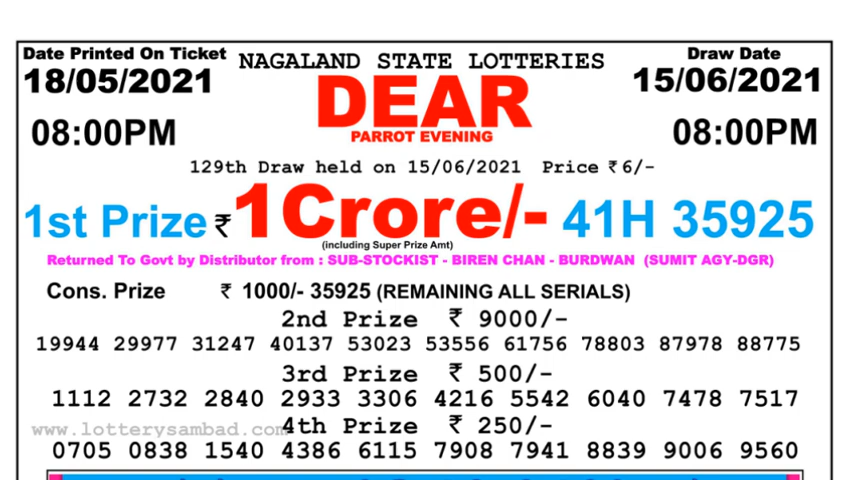 Date Printed On Ticket NAGALAND STATE LOTTERIES Draw Date
18/05/2021 DEAR 15/06/2021
PARROT EVENING
08:00PM 08:00PM
129th Draw held on 15/06/2021 Price ₹ 6/-
1st Prize ₹ 1Crore/- 41H 35925
(including Super Prize Amt)
Returned To Govt by Distributor from : SUB-STOCKIST - BIREN CHAN - BURDWAN (SUMIT AGY-DGR)
Cons. Prize ₹ 1000/- 35925 (REMAINING ALL SERIALS)
2nd Prize ₹ 9000/-
19944 29977 31247 40137 53023 53556 61756 78803 87978 88775
3rd Prize ₹ 500/-
1112 2732 2840 2933 3306 4216 5542 6040 7478 7517
www.lotterysambad.com 4th Prize ₹ 250/-
0705 0838 1540 4386 6115 7908 7941 8839 9006 9560